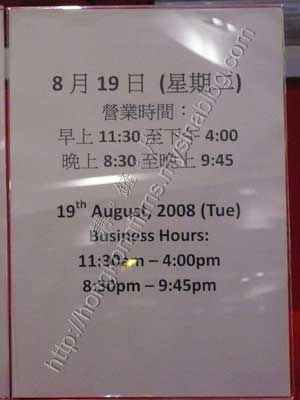 8 月 19 日 (星期二)
營業時間：
早上 11:30 至下午 4:00
晚上 8:30 至晚上 9:45
19th August, 2008 (Tue)
Business Hours:
11:30am – 4:00pm
8:30pm – 9:45pm